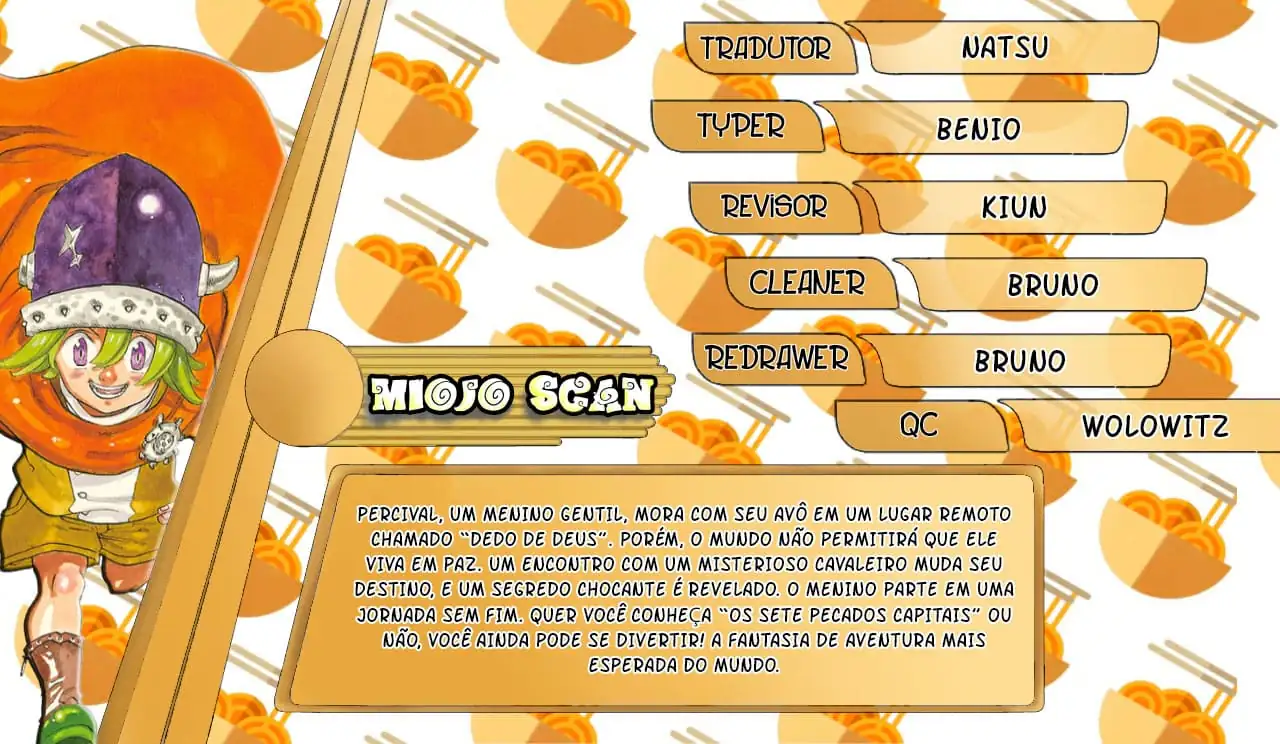 TRADUTOR NATSU
TYPER BENIO
REVISOR KIUN
CLEANER BRUNO
REDRAWER BRUNO
QC WOLOWITZ
MIOJO SCAN
PERCIVAL, UM MENINO GENTIL, MORA COM SEU AVÔ EM UM LUGAR REMOTO
CHAMADO “DEDO DE DEUS”. PORÉM, O MUNDO NÃO PERMITIRÁ QUE ELE
VIVA EM PAZ. UM ENCONTRO COM UM MISTERIOSO CAVALEIRO MUDA SEU
DESTINO, E UM SEGREDO CHOCANTE É REVELADO. O MENINO PARTE EM UMA
JORNADA SEM FIM. QUER VOCÊ CONHEÇA “OS SETE PECADOS CAPITAIS” OU
NÃO, VOCÊ AINDA PODE SE DIVERTIR! A FANTASIA DE AVENTURA MAIS
ESPERADA DO MUNDO.